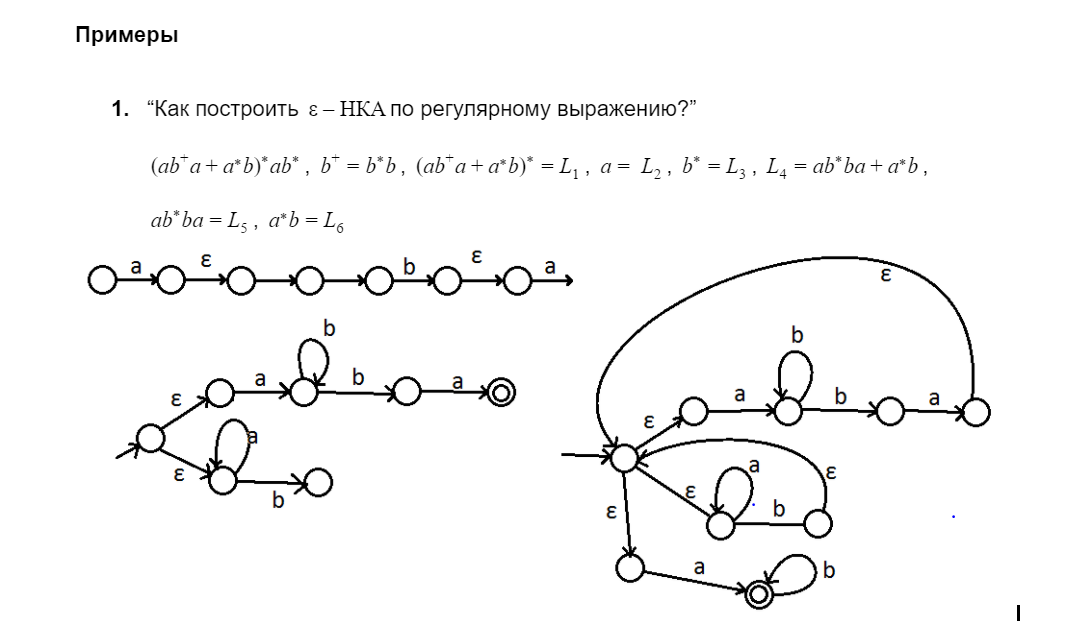 Примеры
1. “Как построить ε – НКА по регулярному выражению?”
(ab⁺a + a*b)*ab* , b⁺ = b*b , (ab⁺a + a*b)* = L₁ , a = L₂ , b* = L₃ , L₄ = ab*ba + a*b ,
ab*ba = L₅ , a*b = L₆
a ε b ε a
ε
b b
ε a b a
a
ε b
ε a b a
ε a ε
b
ε
a b